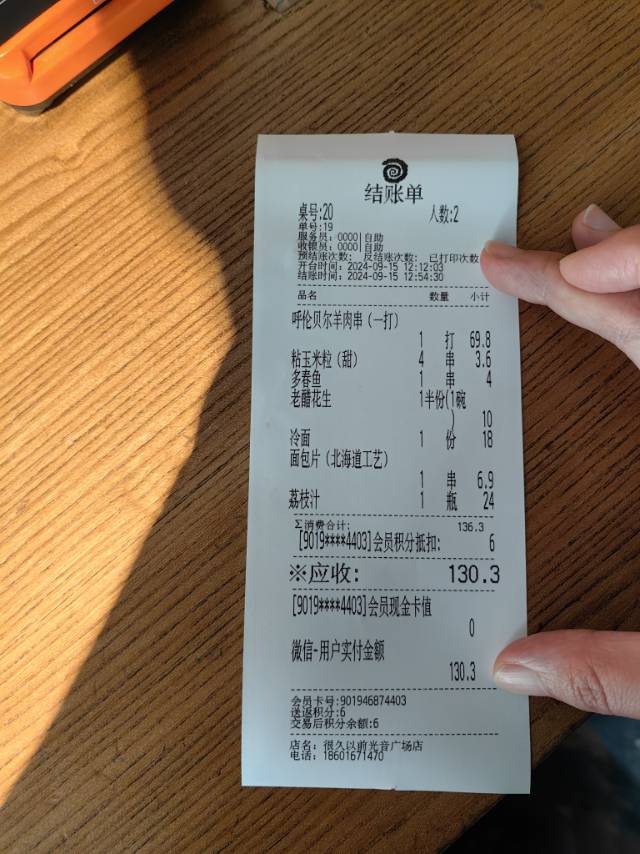 结账单
桌号:20 人数:2
单号:19
服务员: 0000|自助
收银员: 0000|自助
预结账次数: 反结账次数: 已打印次数
开台时间: 2024-09-15 12:12:03
结账时间: 2024-09-15 12:54:30
品名 数量 小计
呼伦贝尔羊肉串(一打)
1 打 69.8
粘玉米粒(甜) 4 串 3.6
多春鱼 1 串 4
老醋花生 1半份(1碗
) 10
冷面 1 份 18
面包片(北海道工艺)
1 串 6.9
荔枝汁 1 瓶 24
Σ消费合计: 136.3
[9019****4403]会员积分抵扣: 6
※应收: 130.3
[9019****4403]会员现金卡值
0
微信-用户实付金额
130.3
会员卡号:901946874403
送返积分:6
交易后积分余额:6
店名: 很久以前光音广场店
电话: 18601671470